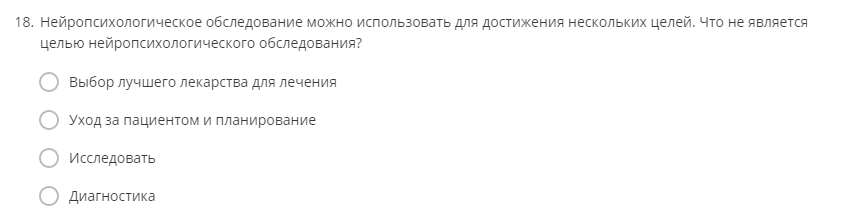 18. Нейропсихологическое обследование можно использовать для достижения нескольких целей. Что не является
целью нейропсихологического обследования?
Выбор лучшего лекарства для лечения
Уход за пациентом и планирование
Исследовать
Диагностика